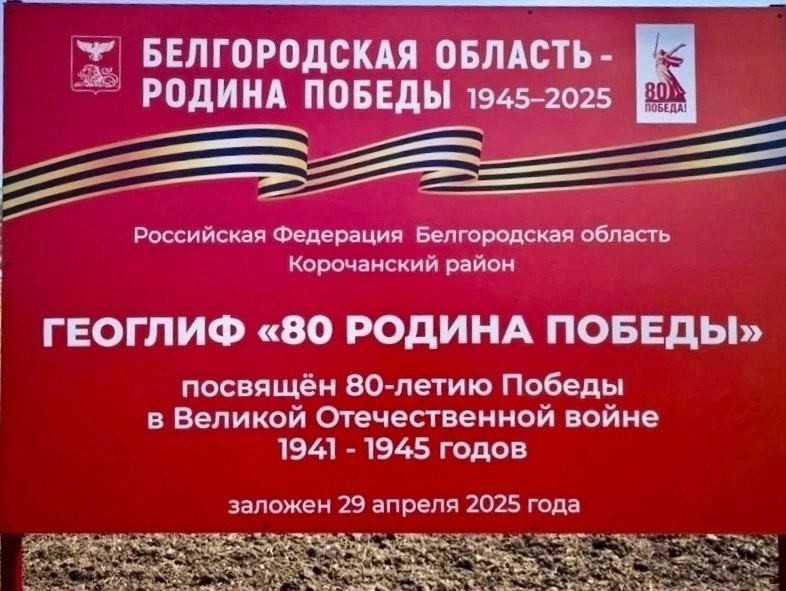 БЕЛГОРОДСКАЯ ОБЛАСТЬ -
РОДИНА ПОБЕДЫ 1945–2025
80
ПОБЕДА!
Российская Федерация Белгородская область
Корочанский район
ГЕОГЛИФ «80 РОДИНА ПОБЕДЫ»
посвящён 80-летию Победы
в Великой Отечественной войне
1941 - 1945 годов
заложен 29 апреля 2025 года